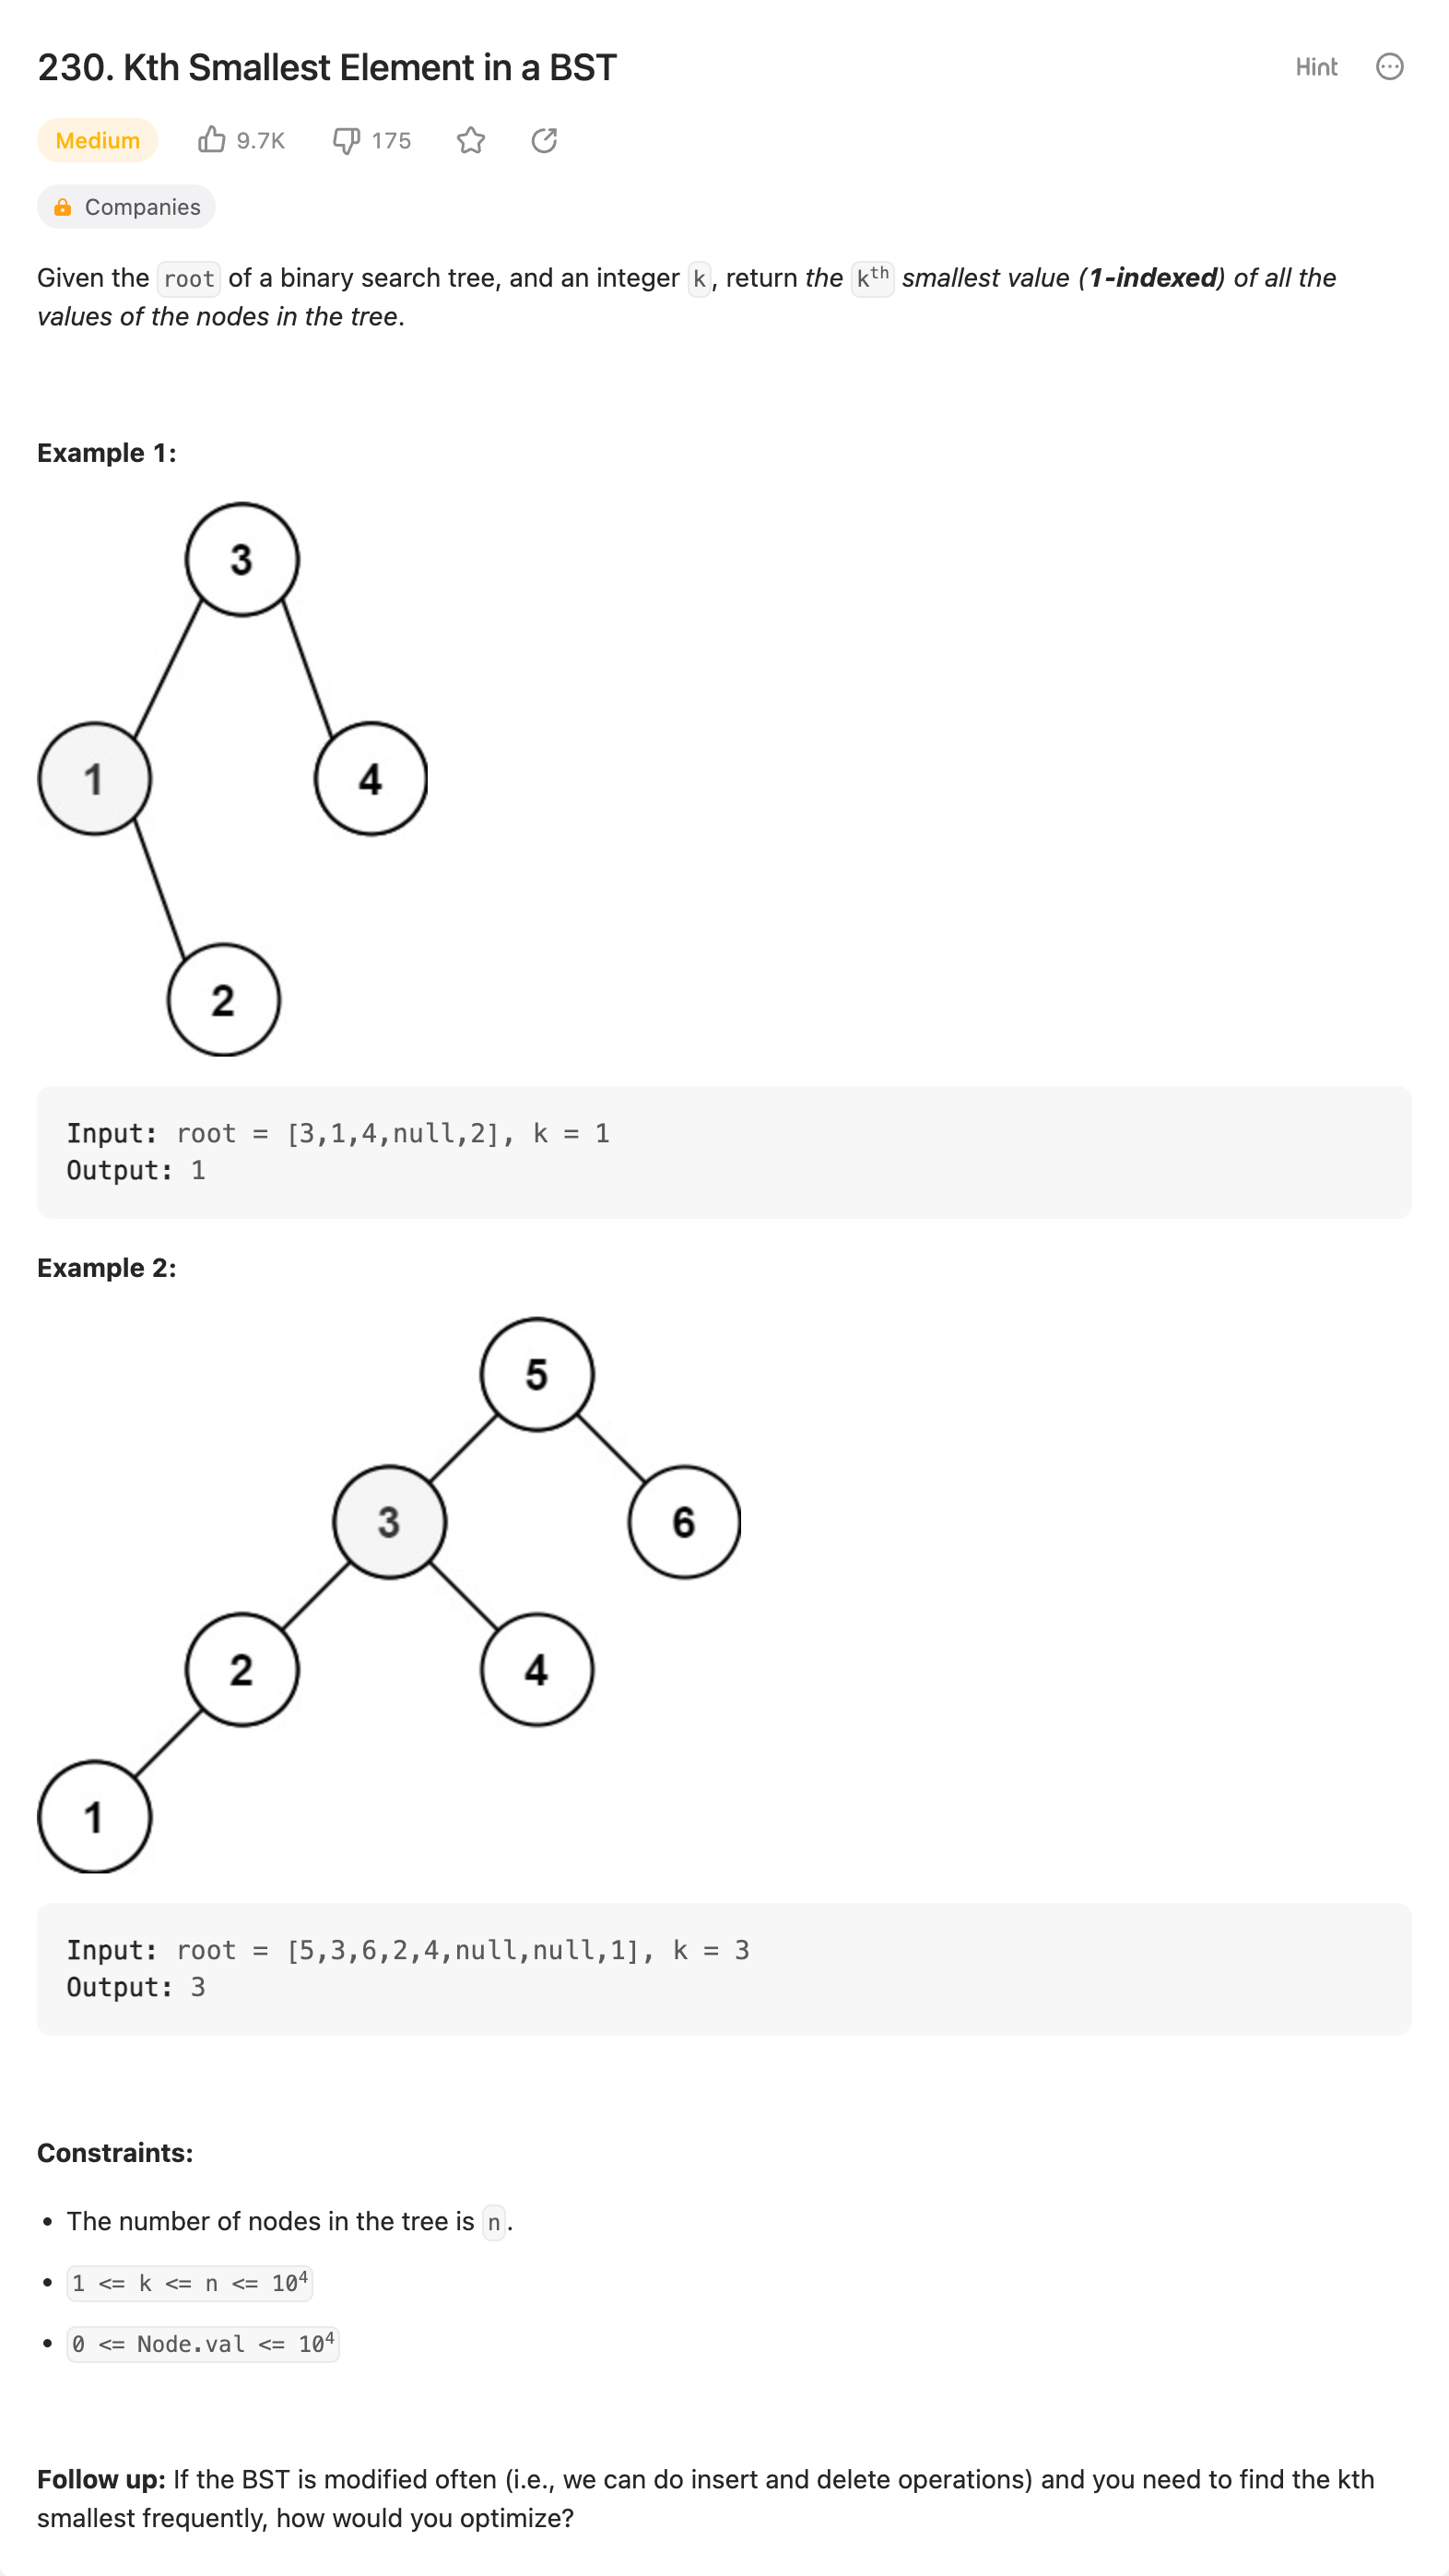 230. Kth Smallest Element in a BST
Hint
Medium 9.7K 175
Companies
Given the root of a binary search tree, and an integer k, return the kth smallest value (1-indexed) of all the
values of the nodes in the tree.
Example 1:
3
1 4
2
Input: root = [3,1,4,null,2], k = 1
Output: 1
Example 2:
5
3 6
2 4
1
Input: root = [5,3,6,2,4,null,null,1], k = 3
Output: 3
Constraints:
• The number of nodes in the tree is n.
• 1 <= k <= n <= 10⁴
• 0 <= Node.val <= 10⁴
Follow up: If the BST is modified often (i.e., we can do insert and delete operations) and you need to find the kth
smallest frequently, how would you optimize?